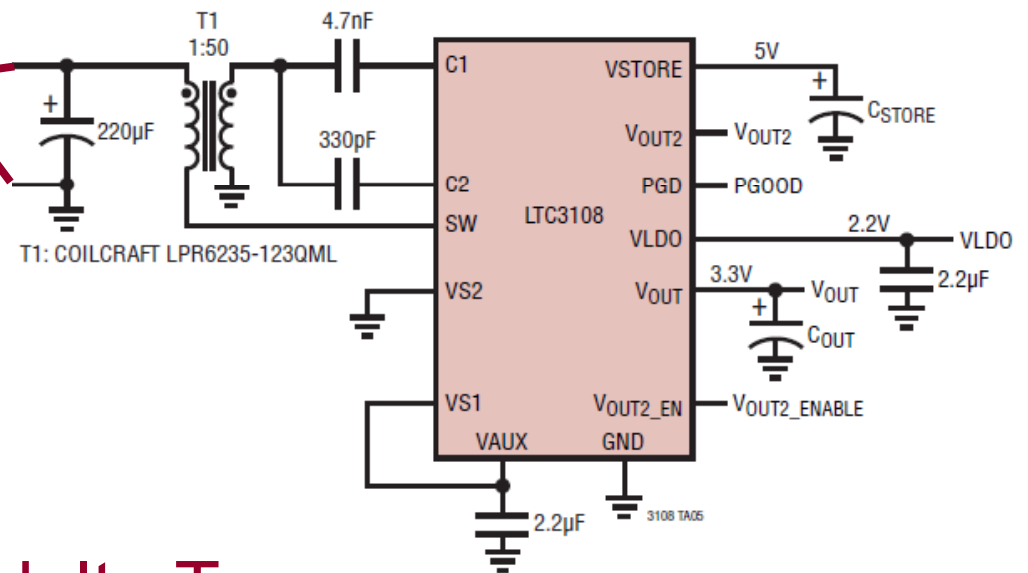 T1
1:50
4.7nF
+
220µF
330pF
T1: COILCRAFT LPR6235-123QML
C1
C2
SW
VS2
VS1
VAUX
GND
LTC3108
VSTORE
VOUT2
PGD
VLDO
VOUT
VOUT2_EN
5V
+
CSTORE
VOUT2
PGOOD
2.2V
VLDO
2.2µF
3.3V
VOUT
+
COUT
VOUT2_ENABLE
2.2µF
3108 TA05